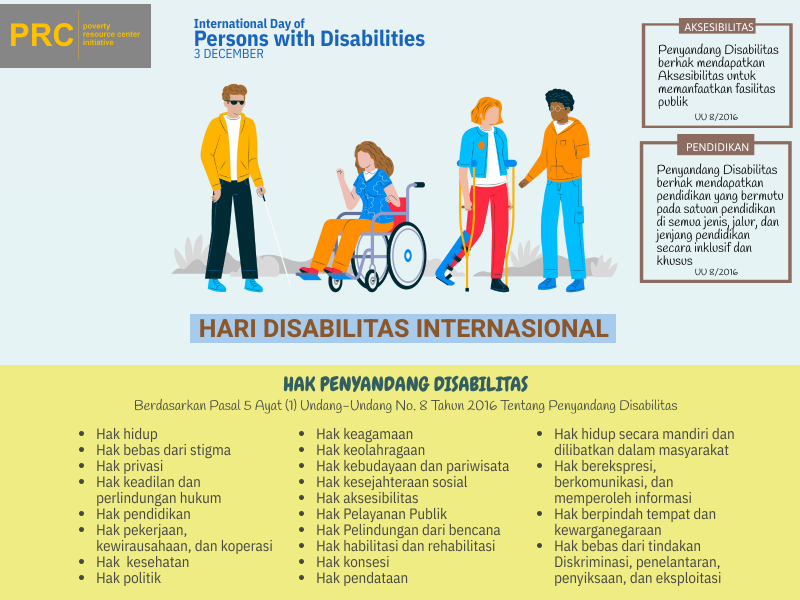 PRC
poverty
resource center
initiative
International Day of
Persons with Disabilities
3 DECEMBER
AKSESIBILITAS
Penyandang Disabilitas
berhak mendapatkan
Aksesibilitas untuk
memanfaatkan fasilitas
publik
UU 8/2016
PENDIDIKAN
Penyandang Disabilitas
berhak mendapatkan
pendidikan yang bermutu
pada satuan pendidikan
di semua jenis, jalur, dan
jenjang pendidikan
secara inklusif dan
khusus
UU 8/2016
HARI DISABILITAS INTERNASIONAL
HAK PENYANDANG DISABILITAS
Berdasarkan Pasal 5 Ayat (1) Undang-Undang No. 8 Tahun 2016 Tentang Penyandang Disabilitas
• Hak hidup
• Hak bebas dari stigma
• Hak privasi
• Hak keadilan dan
perlindungan hukum
• Hak pendidikan
• Hak pekerjaan,
kewirausahaan, dan koperasi
• Hak kesehatan
• Hak politik
• Hak keagamaan
• Hak keolahragaan
• Hak kebudayaan dan pariwisata
• Hak kesejahteraan sosial
• Hak aksesibilitas
• Hak Pelayanan Publik
• Hak Pelindungan dari bencana
• Hak habilitasi dan rehabilitasi
• Hak konsesi
• Hak pendataan
• Hak hidup secara mandiri dan
dilibatkan dalam masyarakat
• Hak berekspresi,
berkomunikasi, dan
memperoleh informasi
• Hak berpindah tempat dan
kewarganegaraan
• Hak bebas dari tindakan
Diskriminasi, penelantaran,
penyiksaan, dan eksploitasi